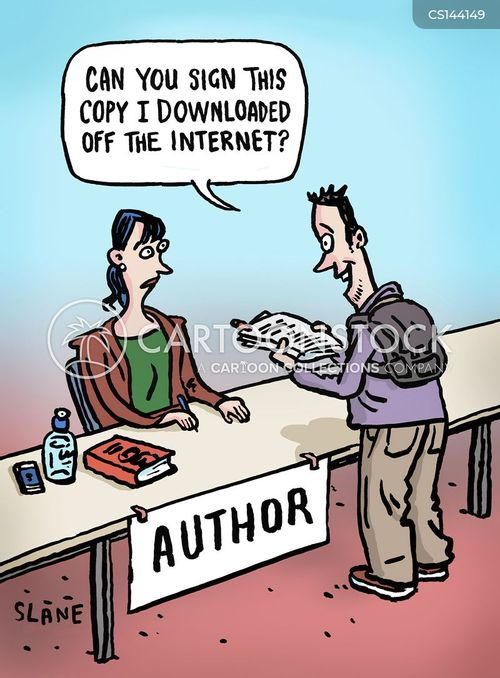 CS144149
CAN YOU SIGN THIS
COPY I DOWNLOADED
OFF THE INTERNET?
CARTOONSTOCK
A CARTOON COLLECTIONS COMPANY
AUTHOR
SLANE